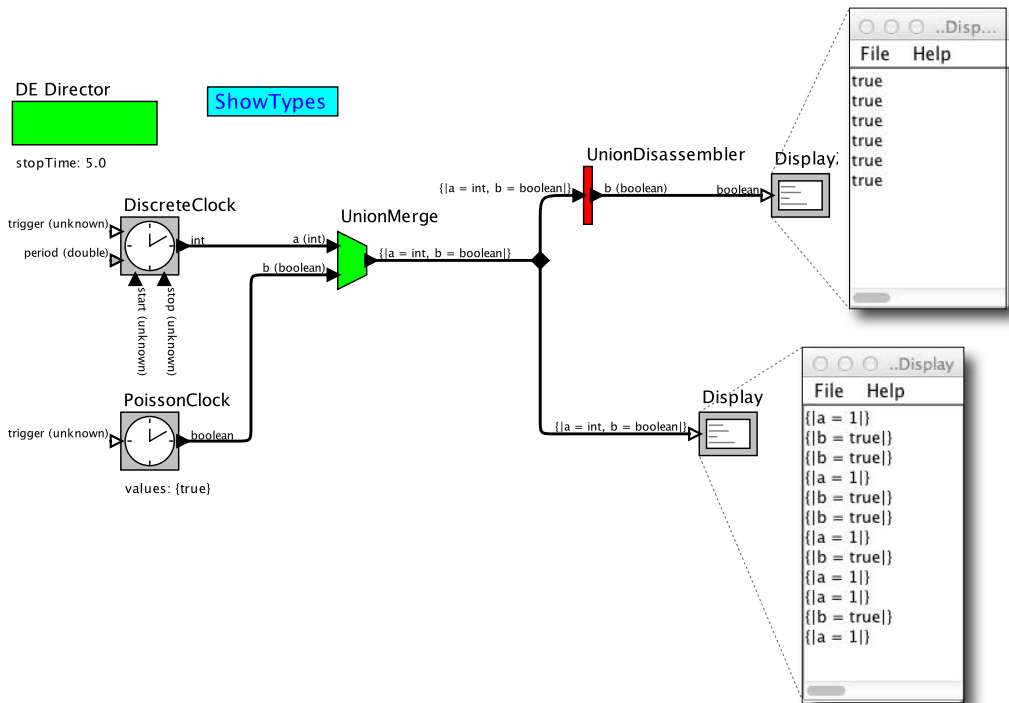 DE Director
ShowTypes
stopTime: 5.0
DiscreteClock
trigger (unknown)
period (double)
int
start (unknown)
stop (unknown)
PoissonClock
trigger (unknown)
boolean
values: {true}
UnionMerge
a (int)
b (boolean)
{|a = int, b = boolean|}
UnionDisassembler
{|a = int, b = boolean|}
b (boolean)
boolean
Display2
..Disp...
File Help
true
true
true
true
true
true
Display
{|a = int, b = boolean|}
..Display
File Help
{|a = 1|}
{|b = true|}
{|b = true|}
{|a = 1|}
{|b = true|}
{|b = true|}
{|a = 1|}
{|b = true|}
{|a = 1|}
{|a = 1|}
{|b = true|}
{|a = 1|}